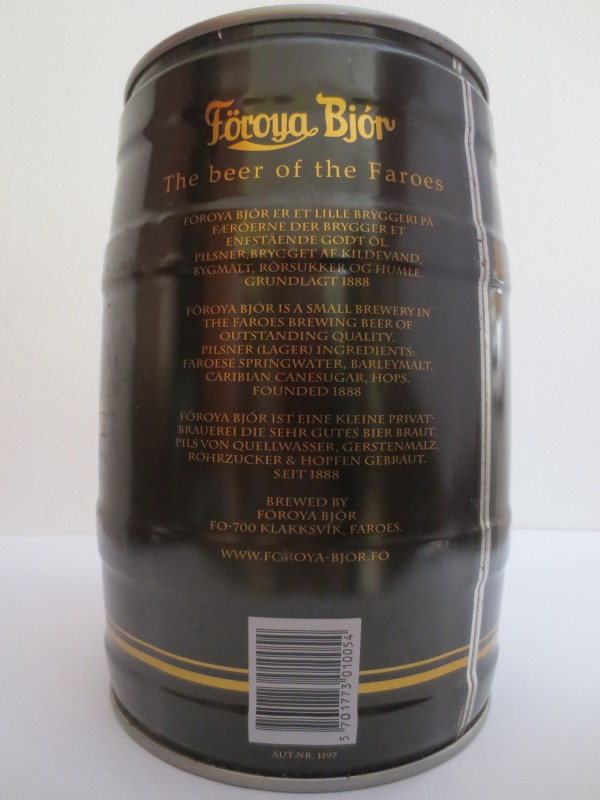 Föroya Bjór
The beer of the Faroes
FÖROYA BJÓR ER ET LILLE BRYGGERI PÅ
FÆRÖERNE DER BRYGGER ET
ENESTÅENDE GODT ÖL.
PILSNER, BRYGGET AF KILDEVAND,
BYGMALT, RÖRSUKKER OG HUMLE.
GRUNDLAGT 1888
FÖROYA BJÓR IS A SMALL BREWERY IN
THE FAROES BREWING BEER OF
OUTSTANDING QUALITY.
PILSNER (LAGER) INGREDIENTS:
FAROESE SPRINGWATER, BARLEYMALT,
CARIBIAN CANESUGAR, HOPS.
FOUNDED 1888
FÖROYA BJÓR IST EINE KLEINE PRIVAT-
BRAUEREI DIE SEHR GUTES BIER BRAUT.
PILS VON QUELLWASSER, GERSTENMALZ,
ROHRZUCKER & HOPFEN GEBRAUT.
SEIT 1888
BREWED BY
FÖROYA BJÓR
FO-700 KLAKKSVÍK, FAROES.
WWW.FOROYA-BJOR.FO
5 701773 010054
AUT.NR. 1197